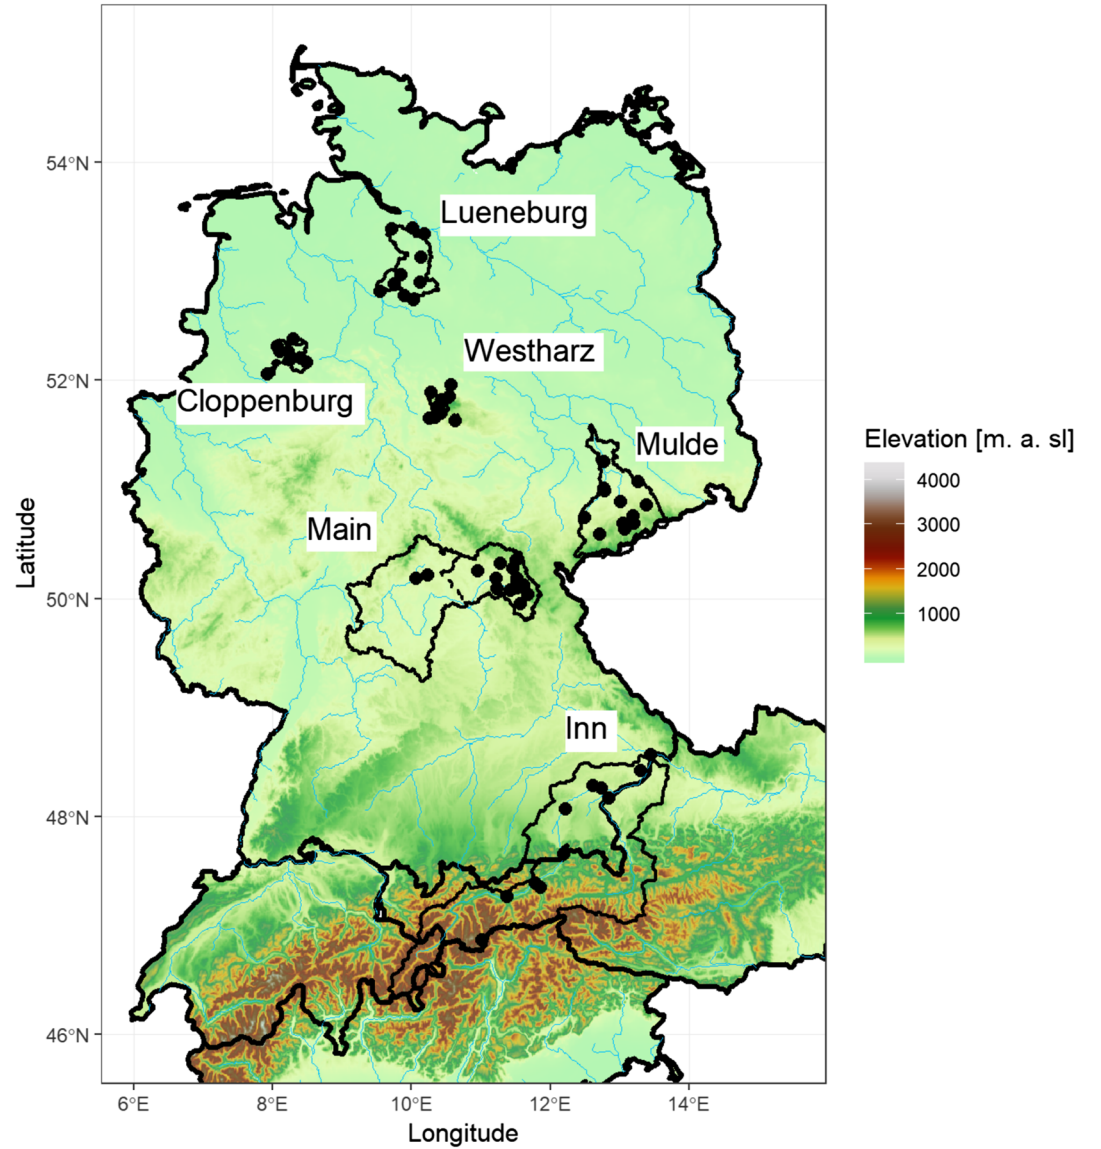 54°N
52°N
50°N
48°N
46°N
Latitude
Lueneburg
Westharz
Cloppenburg
Mulde
Main
Inn
6°E
8°E
10°E
12°E
14°E
Longitude
Elevation [m. a. sl]
4000
3000
2000
1000